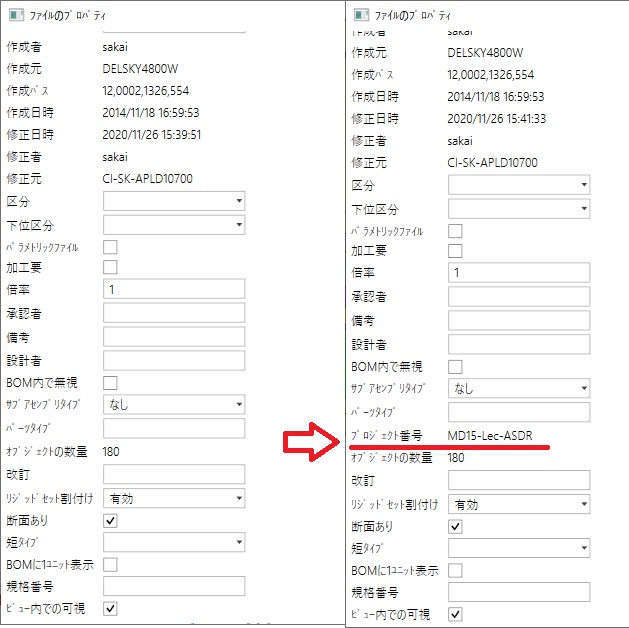 ﾌｧｲﾙのﾌﾟﾛﾊﾟﾃｨ
作成者 sakai
作成元 DELSKY4800W
作成ﾊﾟｽ 12,0002,1326,554
作成日時 2014/11/18 16:59:53
修正日時 2020/11/26 15:39:51
修正者 sakai
修正元 CI-SK-APLD10700
区分
下位区分
ﾊﾟﾗﾒﾄﾘｯｸﾌｧｲﾙ
加工要
倍率 1
承認者
備考
設計者
BOM内で無視
ｻﾌﾞｱｾﾝﾌﾞﾘﾀｲﾌﾟ なし
ﾊﾟｰﾂﾀｲﾌﾟ
ｵﾌﾞｼﾞｪｸﾄの数量 180
改訂
ﾘｼﾞｯﾄﾞｾｯﾄ割付け 有効
断面あり
短ﾀｲﾌﾟ
BOMに1ﾕﾆｯﾄ表示
規格番号
ﾋﾞｭｰ内での可視
ﾌｧｲﾙのﾌﾟﾛﾊﾟﾃｨ
作成者 sakai
作成元 DELSKY4800W
作成ﾊﾟｽ 12,0002,1326,554
作成日時 2014/11/18 16:59:53
修正日時 2020/11/26 15:41:33
修正者 sakai
修正元 CI-SK-APLD10700
区分
下位区分
ﾊﾟﾗﾒﾄﾘｯｸﾌｧｲﾙ
加工要
倍率 1
承認者
備考
設計者
BOM内で無視
ｻﾌﾞｱｾﾝﾌﾞﾘﾀｲﾌﾟ なし
ﾊﾟｰﾂﾀｲﾌﾟ
ﾌﾟﾛｼﾞｪｸﾄ番号 MD15-Lec-ASDR
ｵﾌﾞｼﾞｪｸﾄの数量 180
改訂
ﾘｼﾞｯﾄﾞｾｯﾄ割付け 有効
断面あり
短ﾀｲﾌﾟ
BOMに1ﾕﾆｯﾄ表示
規格番号
ﾋﾞｭｰ内での可視